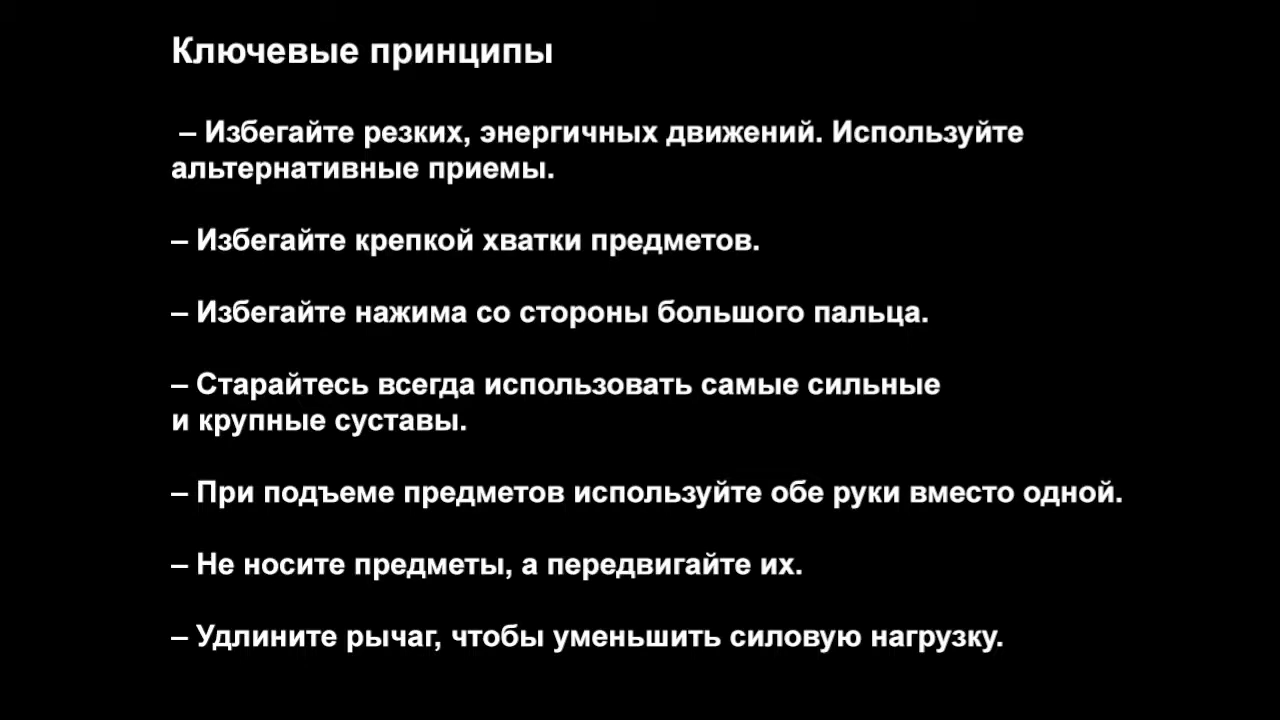 Ключевые принципы
– Избегайте резких, энергичных движений. Используйте
альтернативные приемы.
– Избегайте крепкой хватки предметов.
– Избегайте нажима со стороны большого пальца.
– Старайтесь всегда использовать самые сильные
и крупные суставы.
– При подъеме предметов используйте обе руки вместо одной.
– Не носите предметы, а передвигайте их.
– Удлините рычаг, чтобы уменьшить силовую нагрузку.